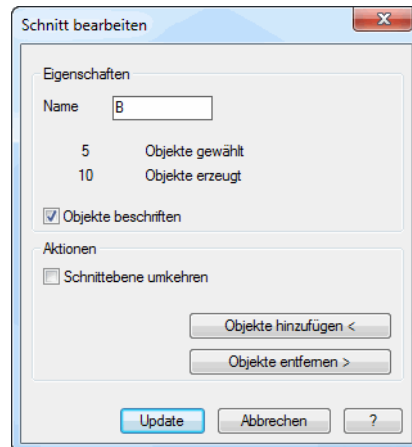 Schnitt bearbeiten
Eigenschaften
Name B
5 Objekte gewählt
10 Objekte erzeugt
Objekte beschriften
Aktionen
Schnittebene umkehren
Objekte hinzufügen <
Objekte entfernen >
Update Abbrechen ?